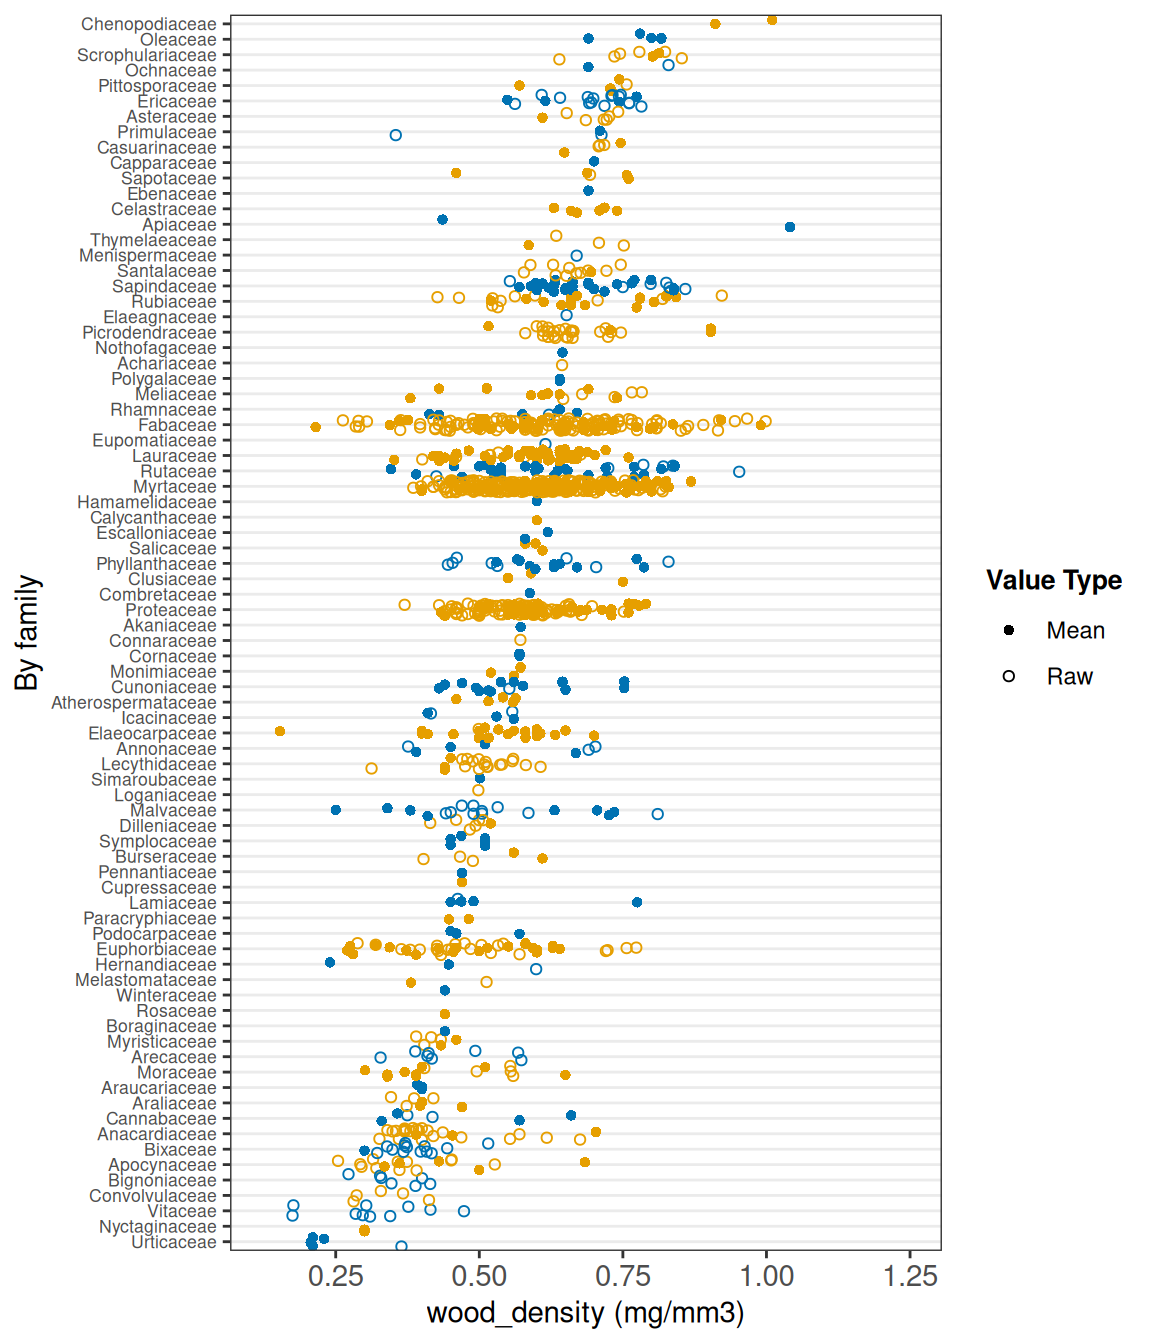 Chenopodiaceae
Oleaceae
Scrophulariaceae
Ochnaceae
Pittosporaceae
Ericaceae
Asteraceae
Primulaceae
Casuarinaceae
Capparaceae
Sapotaceae
Ebenaceae
Celastraceae
Apiaceae
Thymelaeaceae
Menispermaceae
Santalaceae
Sapindaceae
Rubiaceae
Elaeagnaceae
Picrodendraceae
Nothofagaceae
Achariaceae
Polygalaceae
Meliaceae
Rhamnaceae
Fabaceae
Eupomatiaceae
Lauraceae
Rutaceae
Myrtaceae
Hamamelidaceae
Calycanthaceae
Escalloniaceae
Salicaceae
Phyllanthaceae
Clusiaceae
Combretaceae
Proteaceae
Akaniaceae
Connaraceae
Cornaceae
Monimiaceae
Cunoniaceae
Atherospermataceae
Icacinaceae
Elaeocarpaceae
Annonaceae
Lecythidaceae
Simaroubaceae
Loganiaceae
Malvaceae
Dilleniaceae
Symplocaceae
Burseraceae
Pennantiaceae
Cupressaceae
Lamiaceae
Paracryphiaceae
Podocarpaceae
Euphorbiaceae
Hernandiaceae
Melastomataceae
Winteraceae
Rosaceae
Boraginaceae
Myristicaceae
Arecaceae
Moraceae
Araucariaceae
Araliaceae
Cannabaceae
Anacardiaceae
Bixaceae
Apocynaceae
Bignoniaceae
Convolvulaceae
Vitaceae
Nyctaginaceae
Urticaceae
By family
0.25 0.50 0.75 1.00 1.25
wood_density (mg/mm3)
Value Type
Mean
Raw